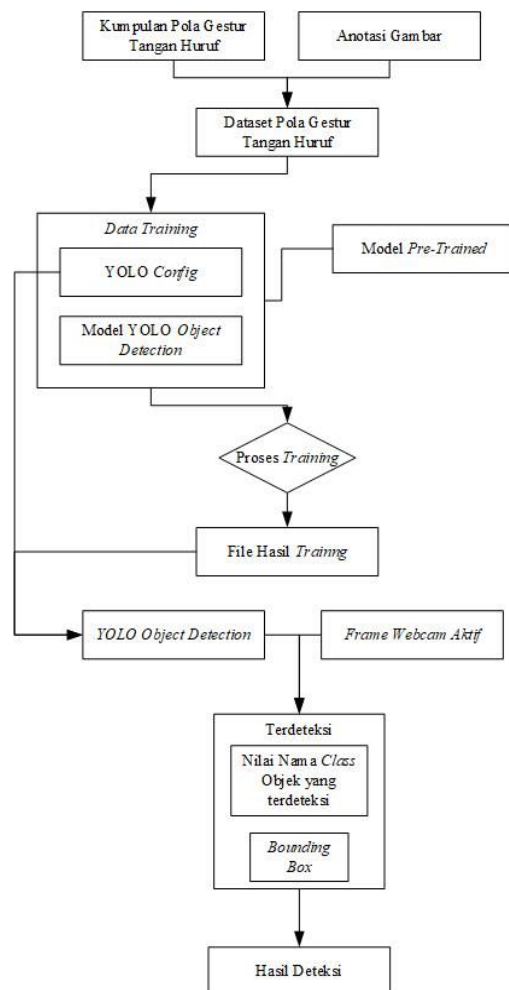 Kumpulan Pola Gestur
Tangan Huruf
Anotasi Gambar
Dataset Pola Gestur
Tangan Huruf
Data Training
YOLO Config
Model YOLO Object
Detection
Model Pre-Trained
Proses Training
File Hasil Trainng
YOLO Object Detection
Frame Webcam Aktif
Terdeteksi
Nilai Nama Class
Objek yang
terdeteksi
Bounding
Box
Hasil Deteksi